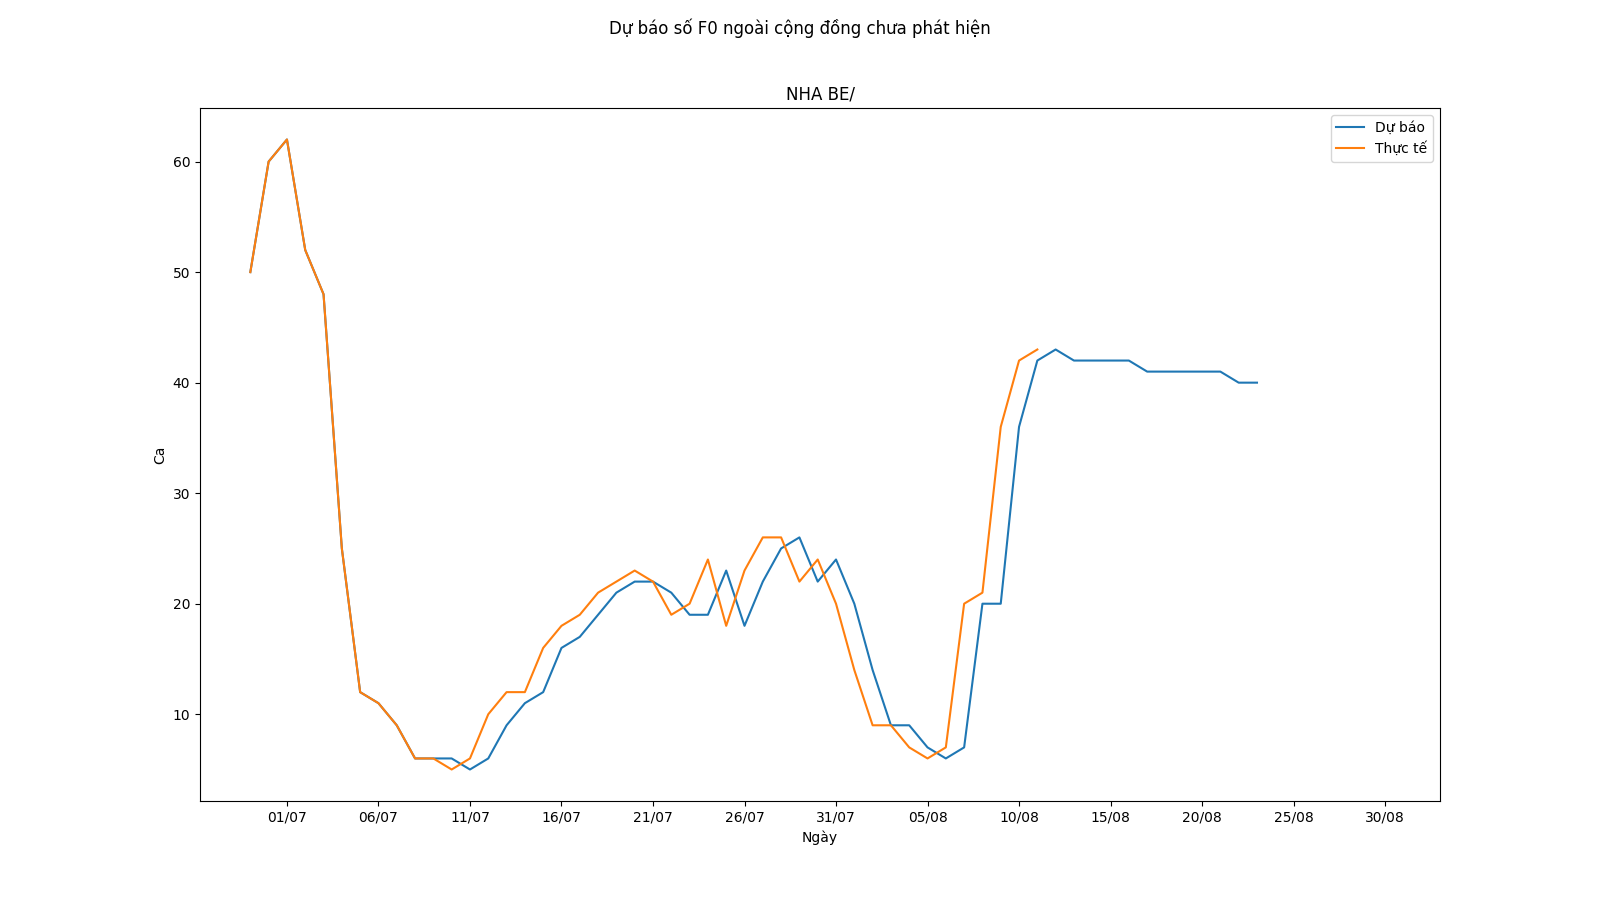 Dự báo số F0 ngoài cộng đồng chưa phát hiện
NHA BE/
Dự báo
Thực tế
60
50
40
30
20
10
Ca
01/07 06/07 11/07 16/07 21/07 26/07 31/07 05/08 10/08 15/08 20/08 25/08 30/08
Ngày